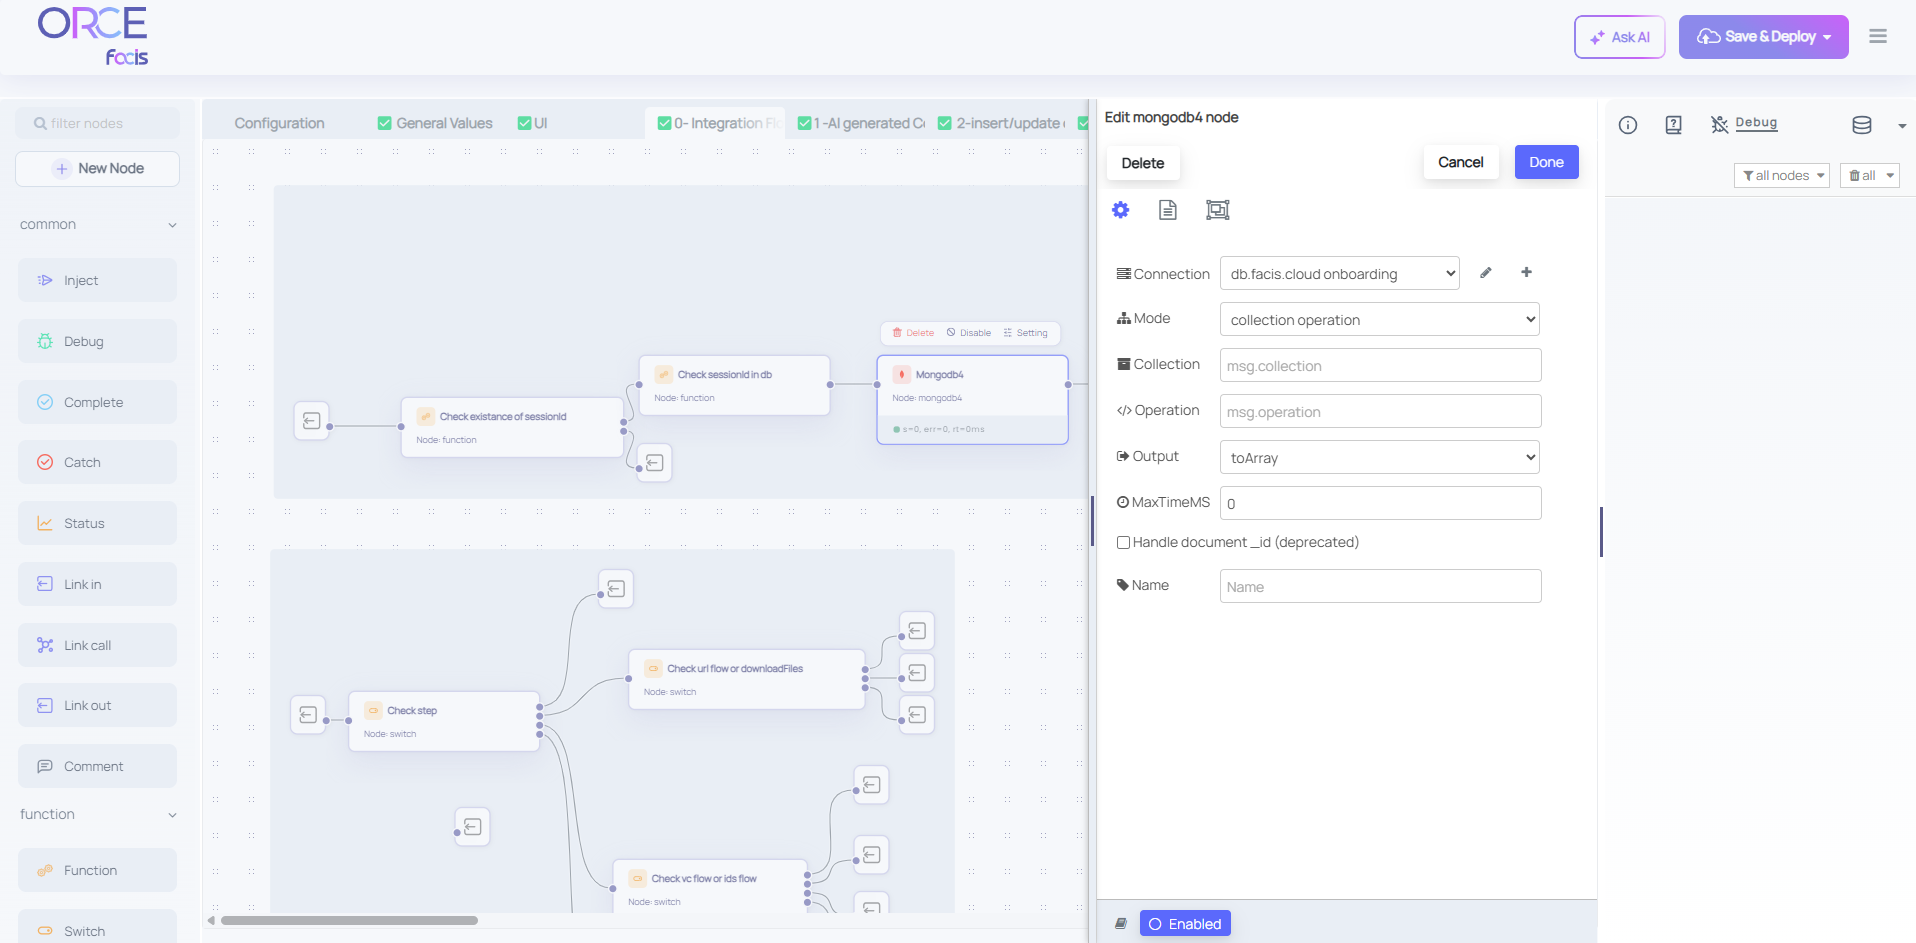 ORCE
facis
Ask AI
Save & Deploy
filter nodes
New Node
common
Inject
Debug
Complete
Catch
Status
Link in
Link call
Link out
Comment
function
Function
Switch
Configuration
General Values
UI
0- Integration Flo
1 -AI generated Co
2-insert/update
Delete
Disable
Setting
Check existance of sessionId
Node: function
Check sessionId in db
Node: function
Mongodb4
Node: mongodb4
s=0, err=0, rt=0ms
Check step
Node: switch
Check url flow or downloadFiles
Node: switch
Check vc flow or ids flow
Node: switch
Edit mongodb4 node
Delete
Cancel
Done
Connection
db.facis.cloud onboarding
Mode
collection operation
Collection
msg.collection
Operation
msg.operation
Output
toArray
MaxTimeMS
0
Handle document _id (deprecated)
Name
Name
Enabled
Debug
all nodes
all